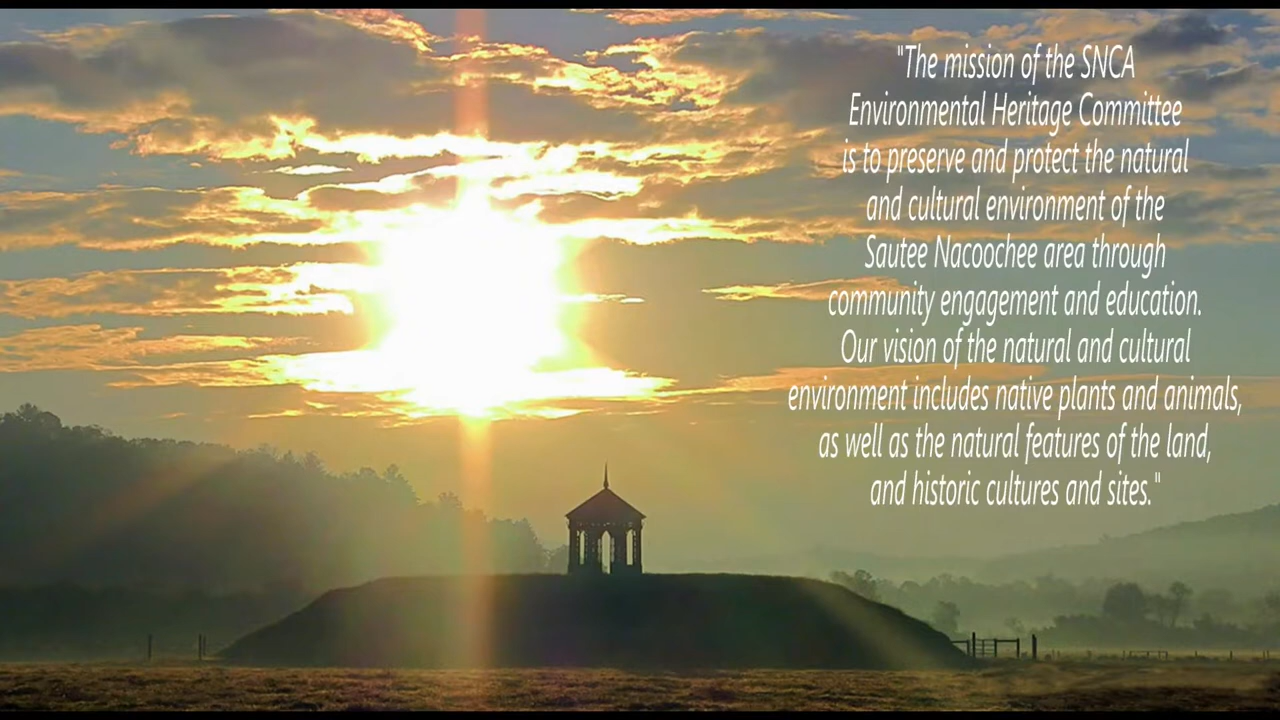 "The mission of the SNCA
Environmental Heritage Committee
is to preserve and protect the natural
and cultural environment of the
Sautee Nacoochee area through
community engagement and education.
Our vision of the natural and cultural
environment includes native plants and animals,
as well as the natural features of the land,
and historic cultures and sites."